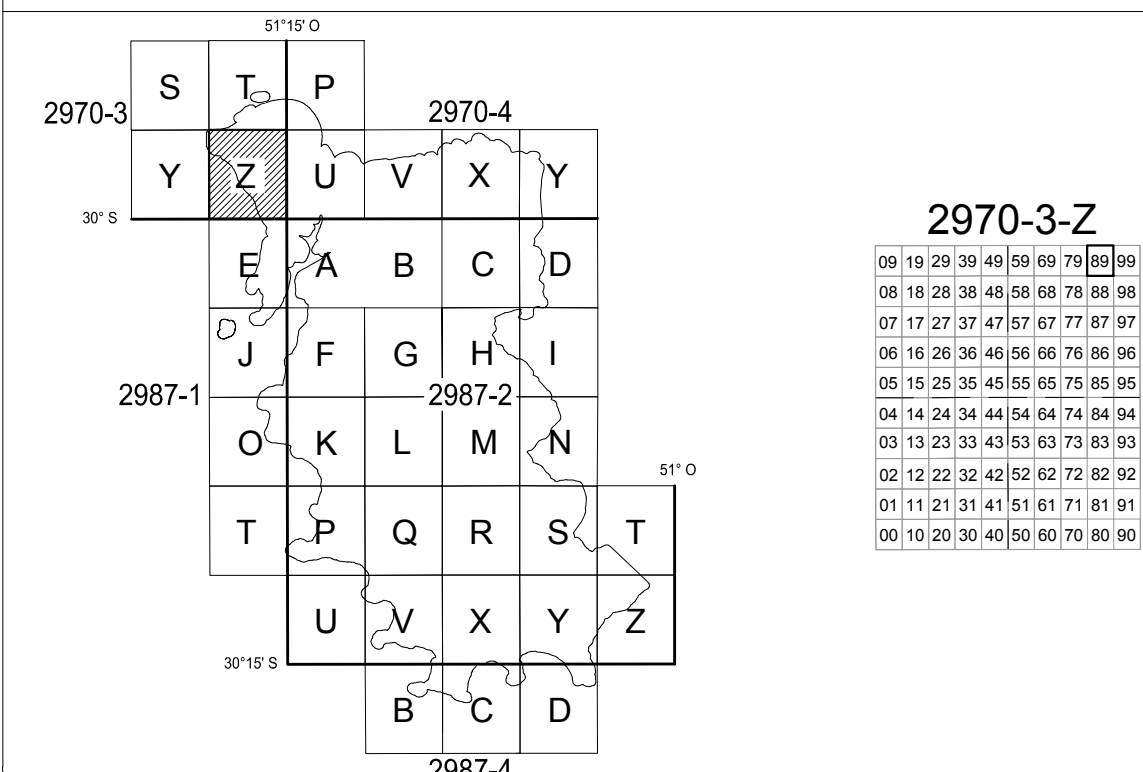 51°15' O
S T P
2970-3
2970-4
Y Z U V X Y
30° S
E A B C D
J F G H I
2987-1
2987-2
O K L M N
51° O
T P Q R S T
U V X Y Z
30°15' S
B C D
2987-4
2970-3-Z
09 19 29 39 49 59 69 79 89 99
08 18 28 38 48 58 68 78 88 98
07 17 27 37 47 57 67 77 87 97
06 16 26 36 46 56 66 76 86 96
05 15 25 35 45 55 65 75 85 95
04 14 24 34 44 54 64 74 84 94
03 13 23 33 43 53 63 73 83 93
02 12 22 32 42 52 62 72 82 92
01 11 21 31 41 51 61 71 81 91
00 10 20 30 40 50 60 70 80 90